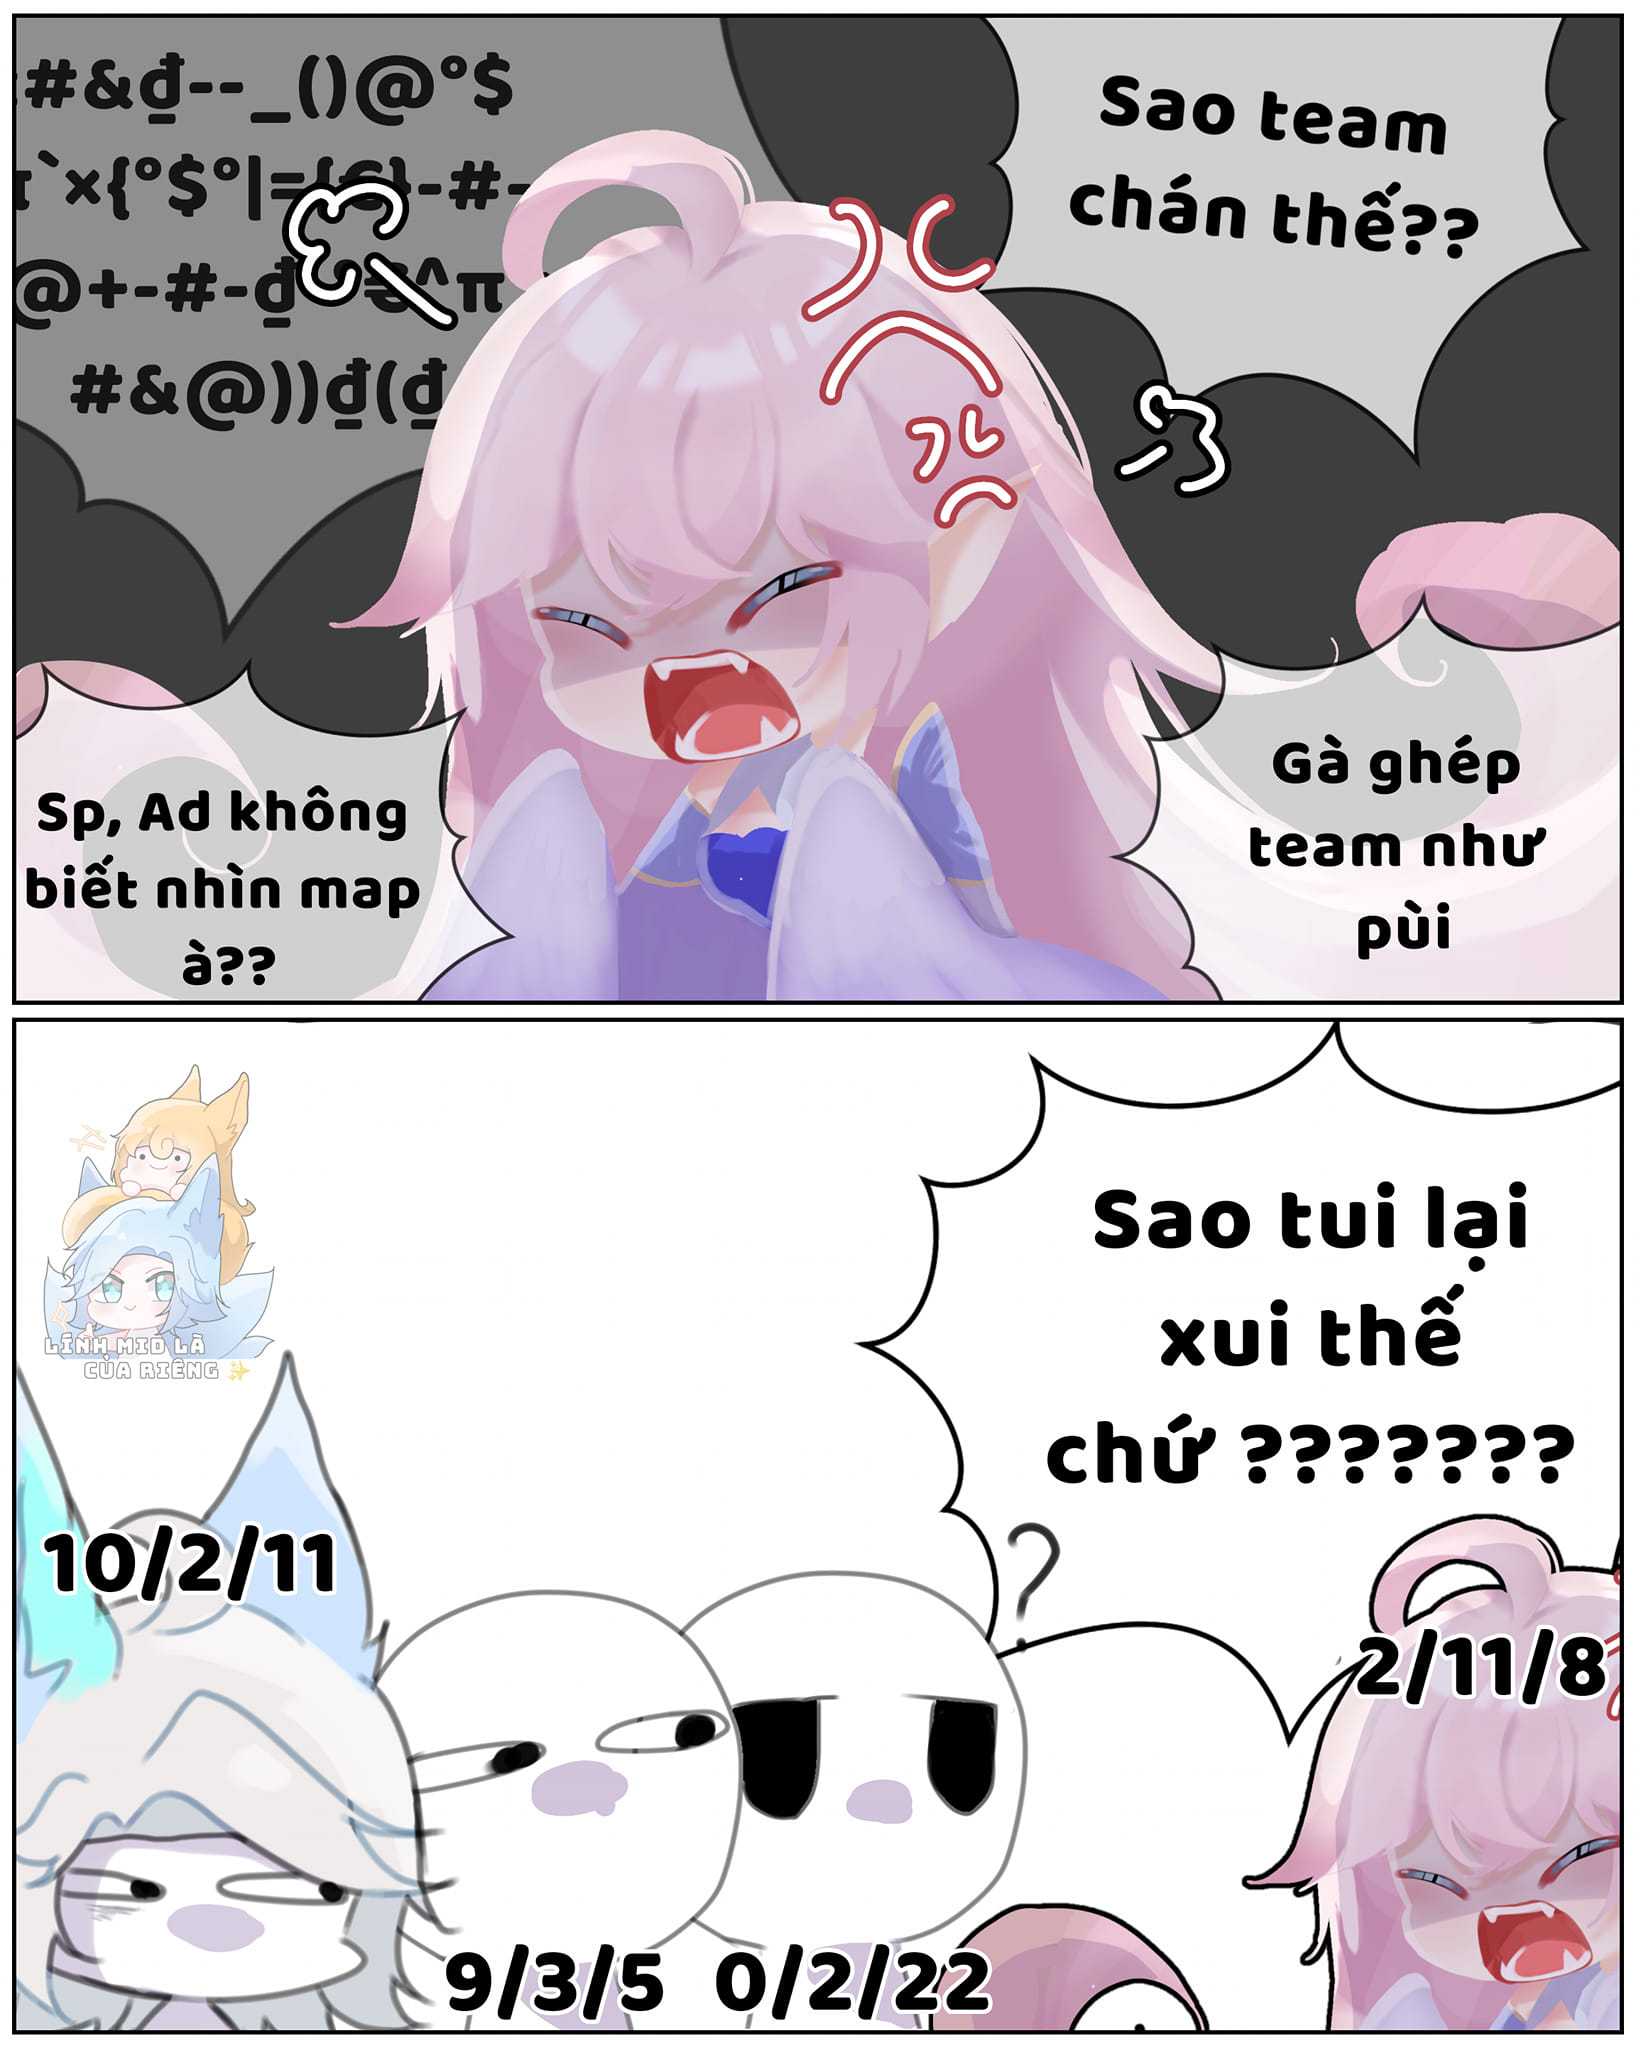 #&₫--_()@°$
`×{°$°|={€}-#-
@+-#-₫ ^π
#&@))₫(₫
Sao team
chán thế??
Sp, Ad không
biết nhìn map
à??
Gà ghép
team như
pùi
LÍNH MID LÀ
CỦA RIÊNG ✨
Sao tui lại
xui thế
chứ ???????
?
10/2/11
2/11/8
9/3/5
0/2/22